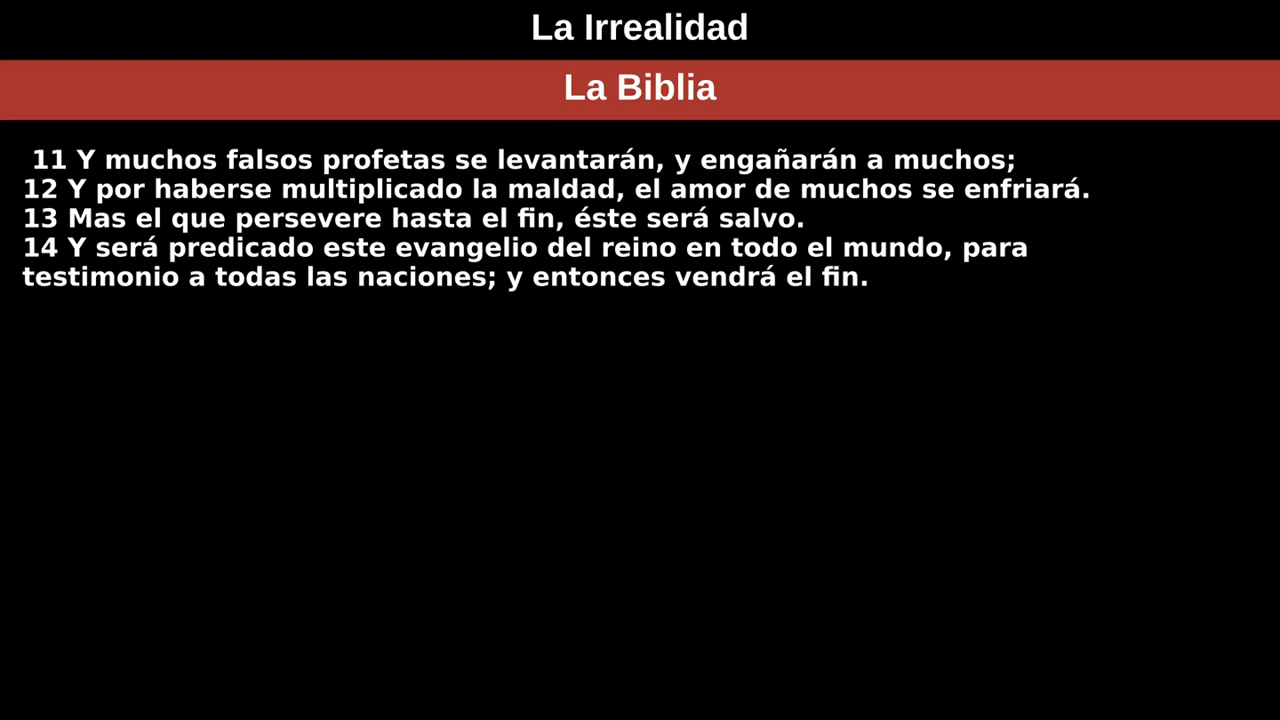 La Irrealidad
La Biblia
11 Y muchos falsos profetas se levantarán, y engañarán a muchos;
12 Y por haberse multiplicado la maldad, el amor de muchos se enfriará.
13 Mas el que persevere hasta el fin, éste será salvo.
14 Y será predicado este evangelio del reino en todo el mundo, para
testimonio a todas las naciones; y entonces vendrá el fin.